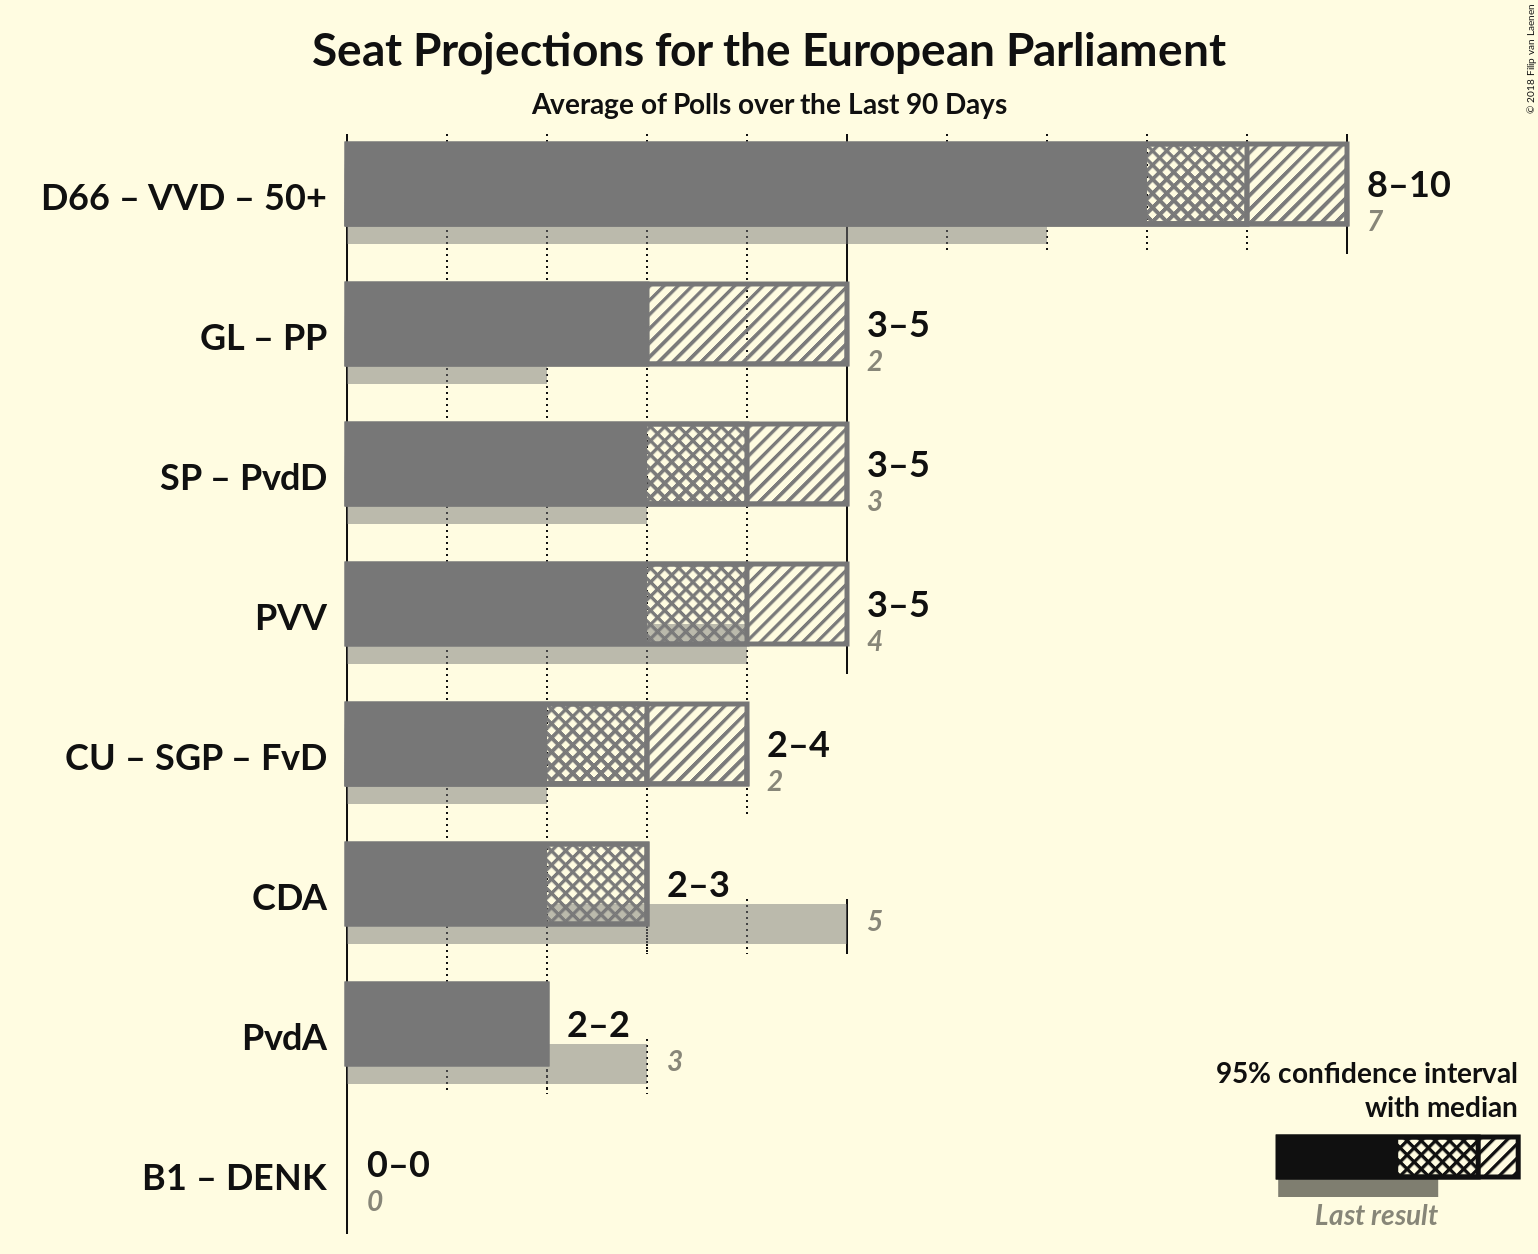 Seat Projections for the European Parliament
Average of Polls over the Last 90 Days
© 2018 Filip van Laenen
D66 – VVD – 50+
8–10
7
GL – PP
3–5
2
SP – PvdD
3–5
3
PVV
3–5
4
CU – SGP – FvD
2–4
2
CDA
2–3
5
PvdA
2–2
3
B1 – DENK
0–0
0
95% confidence interval
with median
Last result